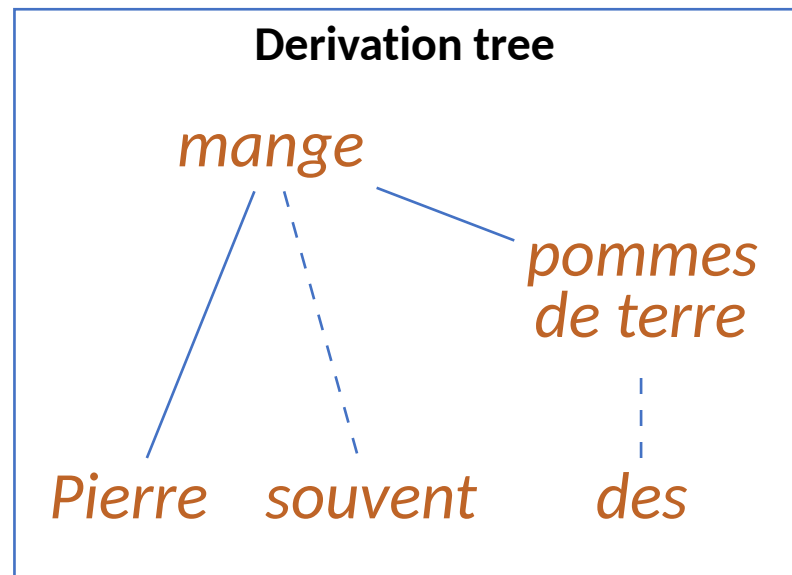 Derivation tree
mange
pommes
de terre
Pierre souvent des